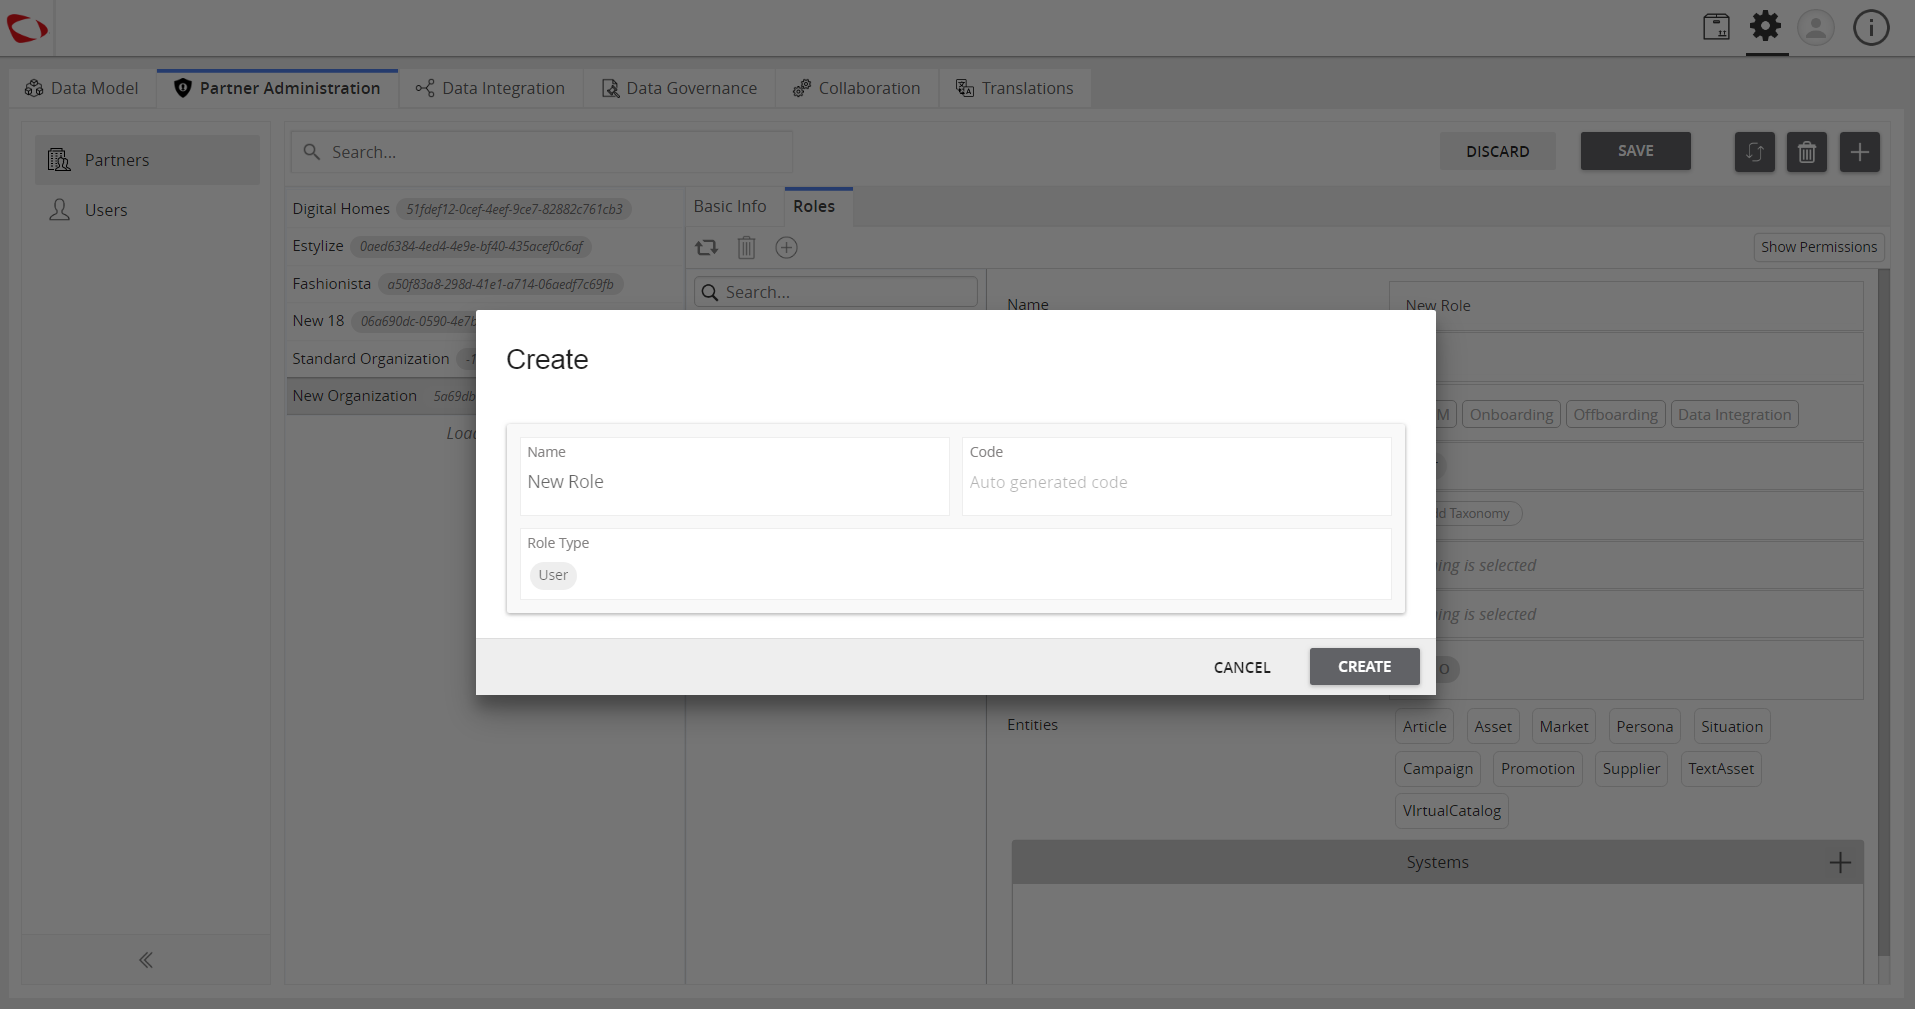 Data Model
Partner Administration
Data Integration
Data Governance
Collaboration
Translations
Partners
Users
Search...
DISCARD
SAVE
Digital Homes 51fdef12-0cef-4eef-9ce7-82882c761cb3
Estylize 0aed6384-4ed4-4e9e-bf40-435acef0c6af
Fashionista a50f83a8-298d-41e1-a714-06aedf7c69fb
New 18 06a690dc-0590-4e7b
Standard Organization -1
New Organization 5a69db
Basic Info
Roles
Show Permissions
Search...
Name
New Role
M Onboarding Offboarding Data Integration
Taxonomy
is selected
is selected
O
Create
Name
New Role
Code
Auto generated code
Role Type
User
CANCEL
CREATE
Entities
Article Asset Market Persona Situation
Campaign Promotion Supplier TextAsset
VIrtualCatalog
Systems